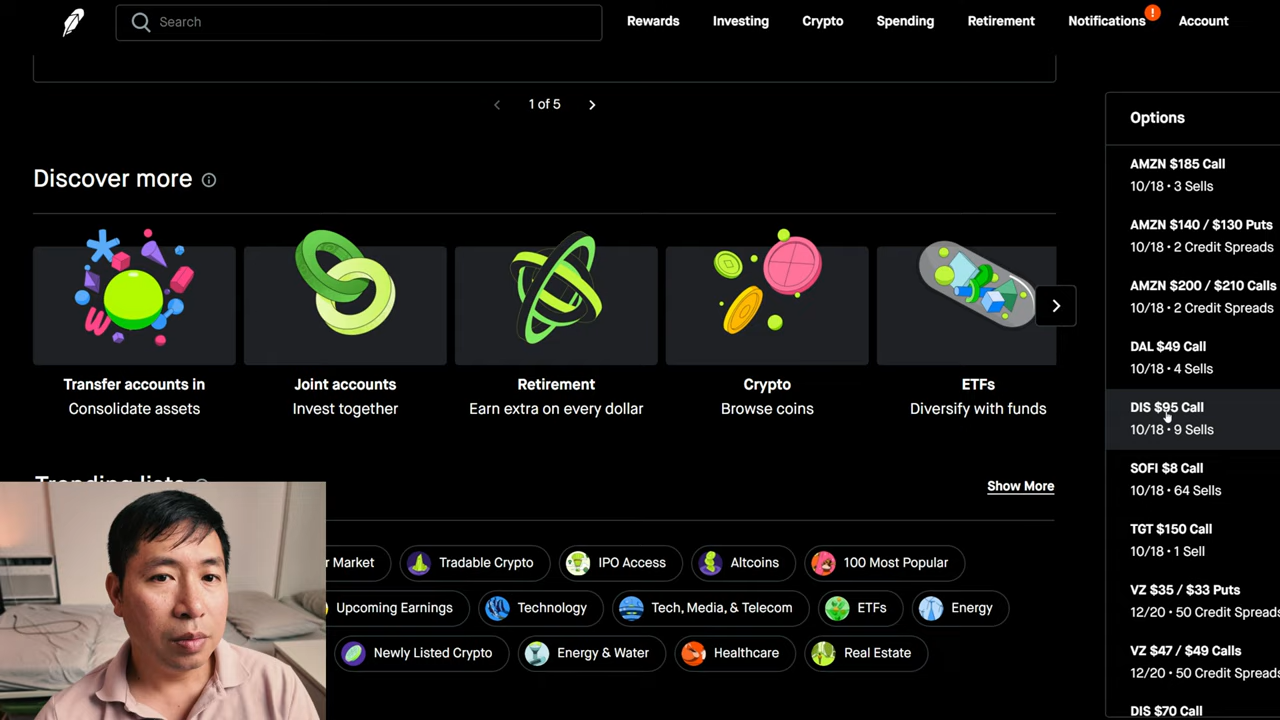 Search
Rewards
Investing
Crypto
Spending
Retirement
Notifications
!
Account
1 of 5
Discover more
Transfer accounts in
Consolidate assets
Joint accounts
Invest together
Retirement
Earn extra on every dollar
Crypto
Browse coins
ETFs
Diversify with funds
Trending lists
Show More
r Market
Tradable Crypto
IPO Access
Altcoins
100 Most Popular
Upcoming Earnings
Technology
Tech, Media, & Telecom
ETFs
Energy
Newly Listed Crypto
Energy & Water
Healthcare
Real Estate
Options
AMZN $185 Call
10/18 • 3 Sells
AMZN $140 / $130 Puts
10/18 • 2 Credit Spreads
AMZN $200 / $210 Calls
10/18 • 2 Credit Spreads
DAL $49 Call
10/18 • 4 Sells
DIS $95 Call
10/18 • 9 Sells
SOFI $8 Call
10/18 • 64 Sells
TGT $150 Call
10/18 • 1 Sell
VZ $35 / $33 Puts
12/20 • 50 Credit Spreads
VZ $47 / $49 Calls
12/20 • 50 Credit Spreads
DIS $70 Call